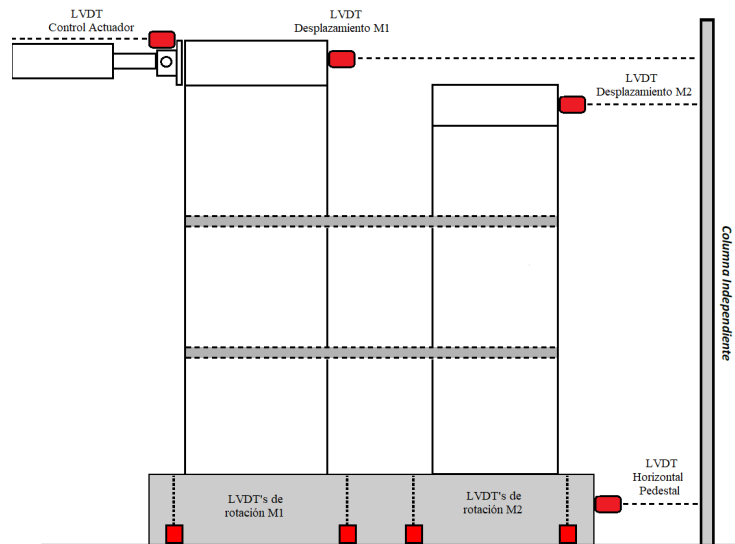 LVDT
Control Actuador
LVDT
Desplazamiento M1
LVDT
Desplazamiento M2
Columna Independiente
LVDT
Horizontal
Pedestal
LVDT's de
rotación M1
LVDT's de
rotación M2